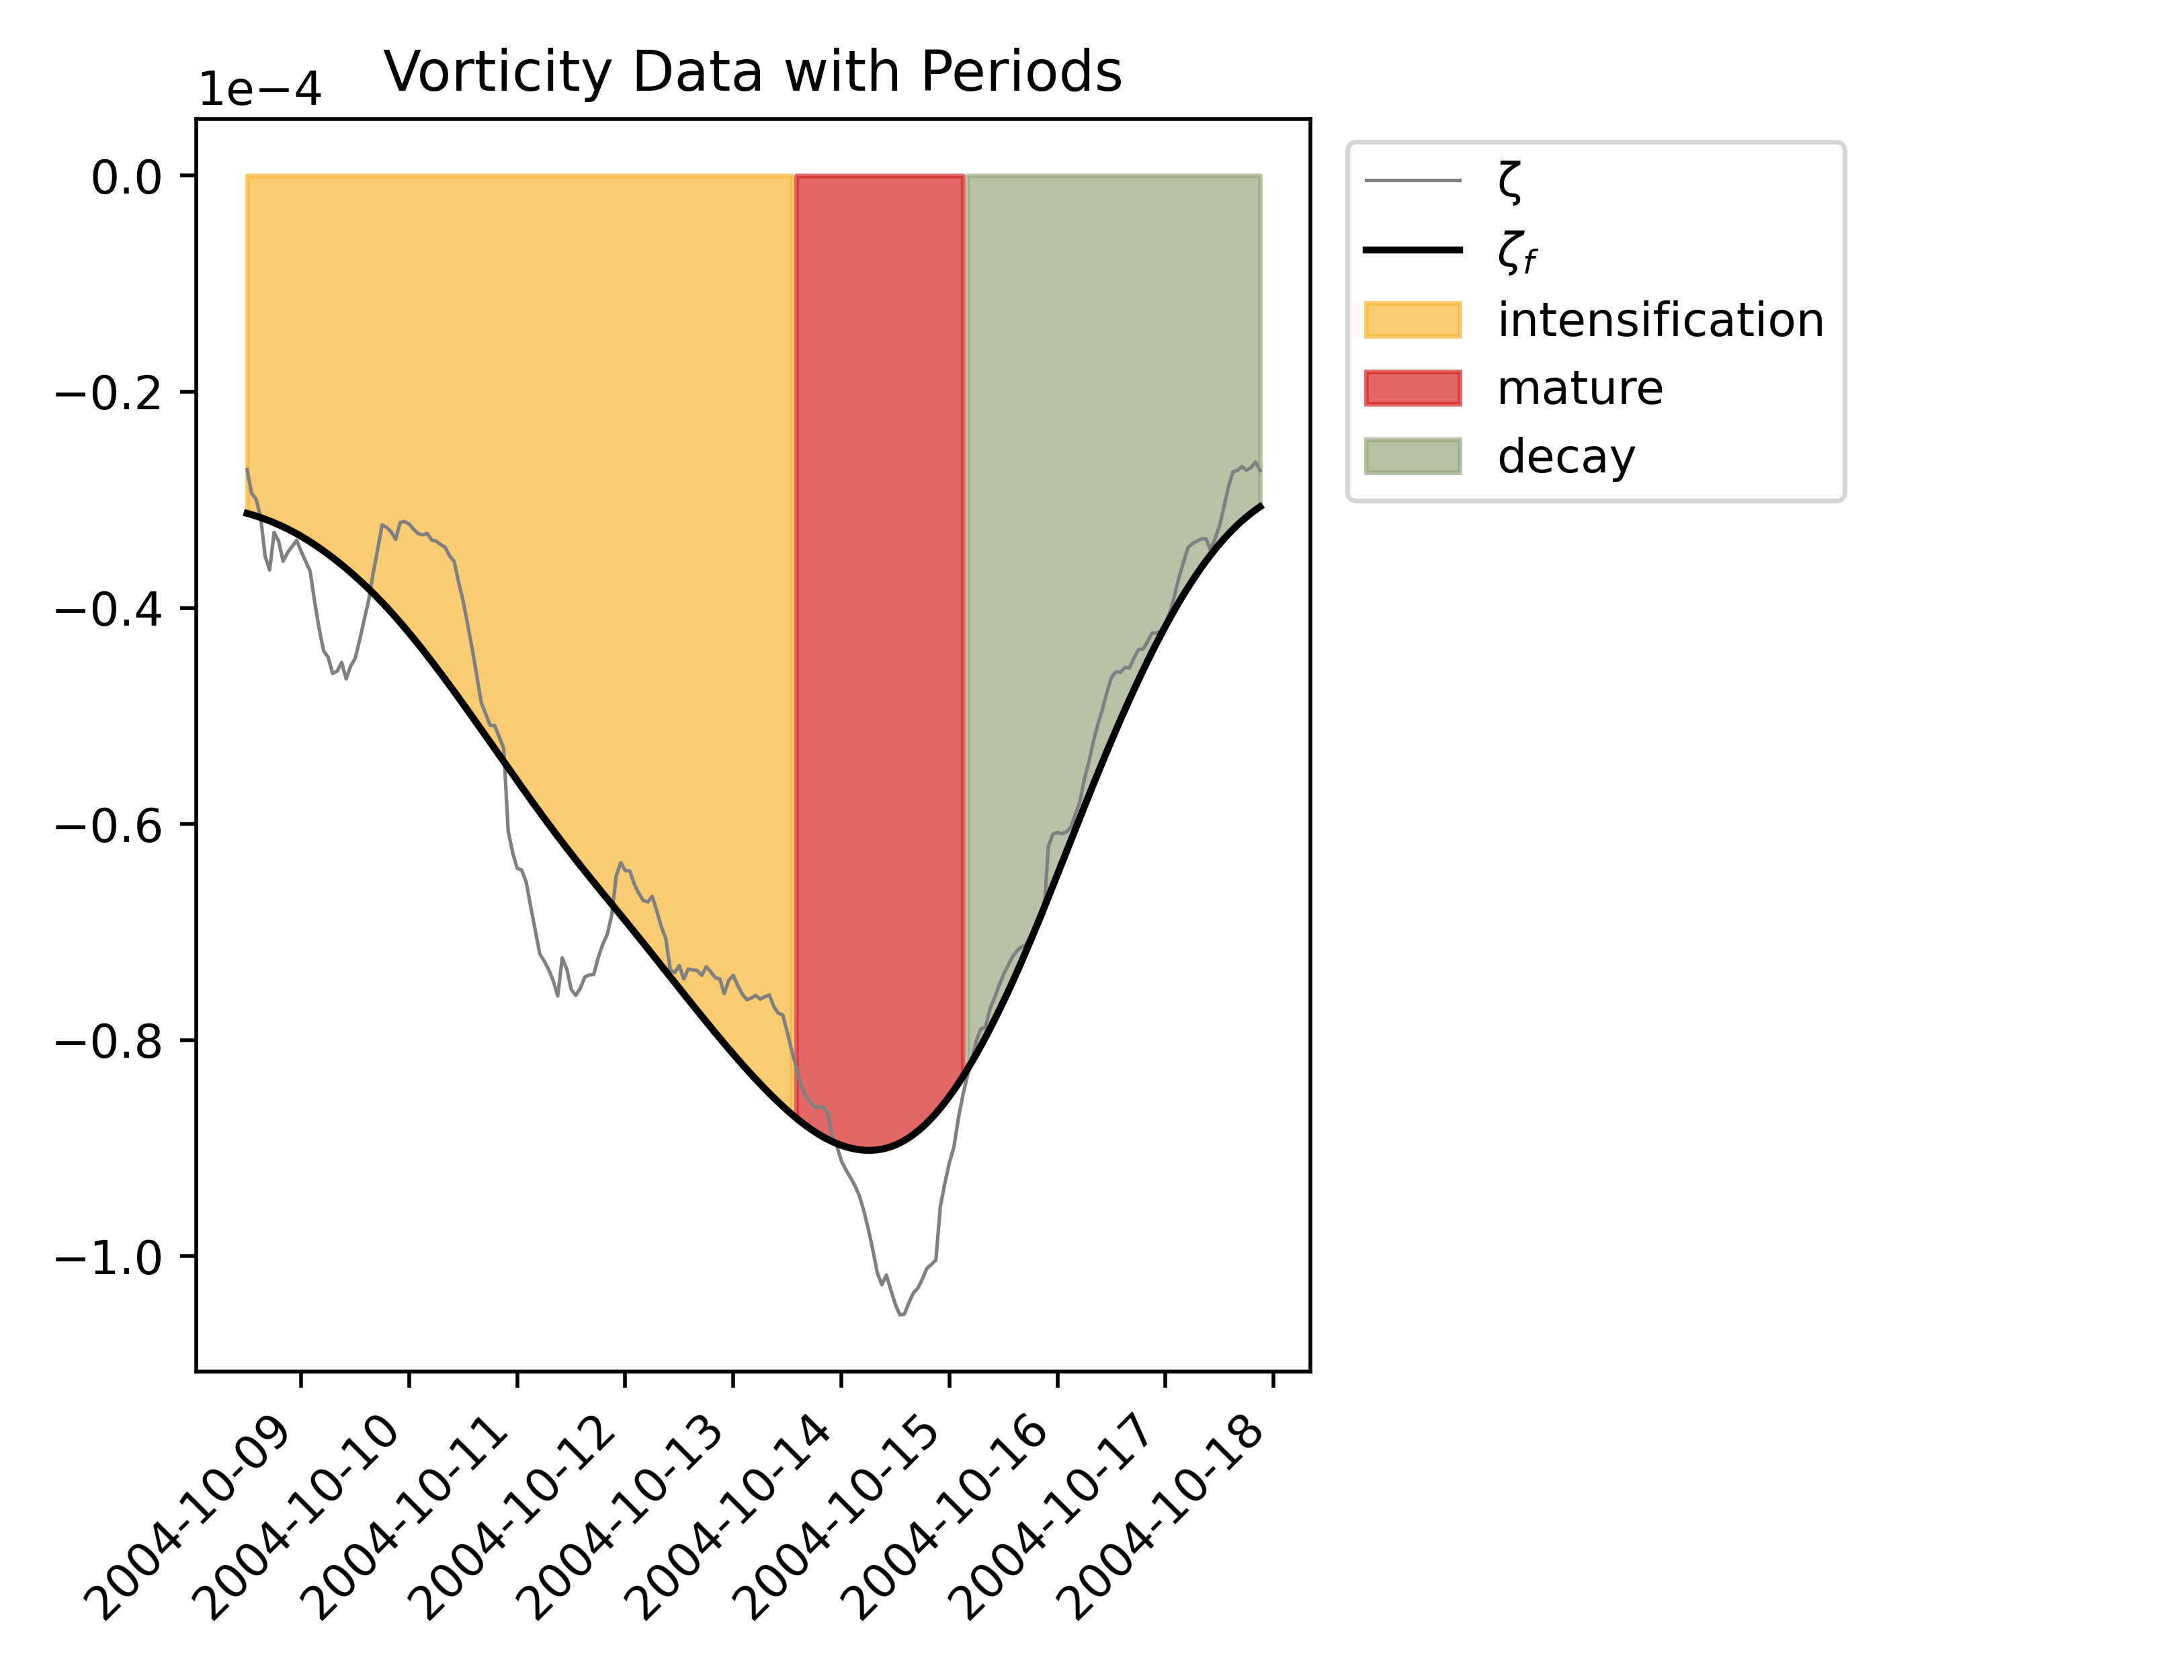 Vorticity Data with Periods
1e−4
0.0
−0.2
−0.4
−0.6
−0.8
−1.0
2004-10-09
2004-10-10
2004-10-11
2004-10-12
2004-10-13
2004-10-14
2004-10-15
2004-10-16
2004-10-17
2004-10-18
ζ
ζf
intensification
mature
decay